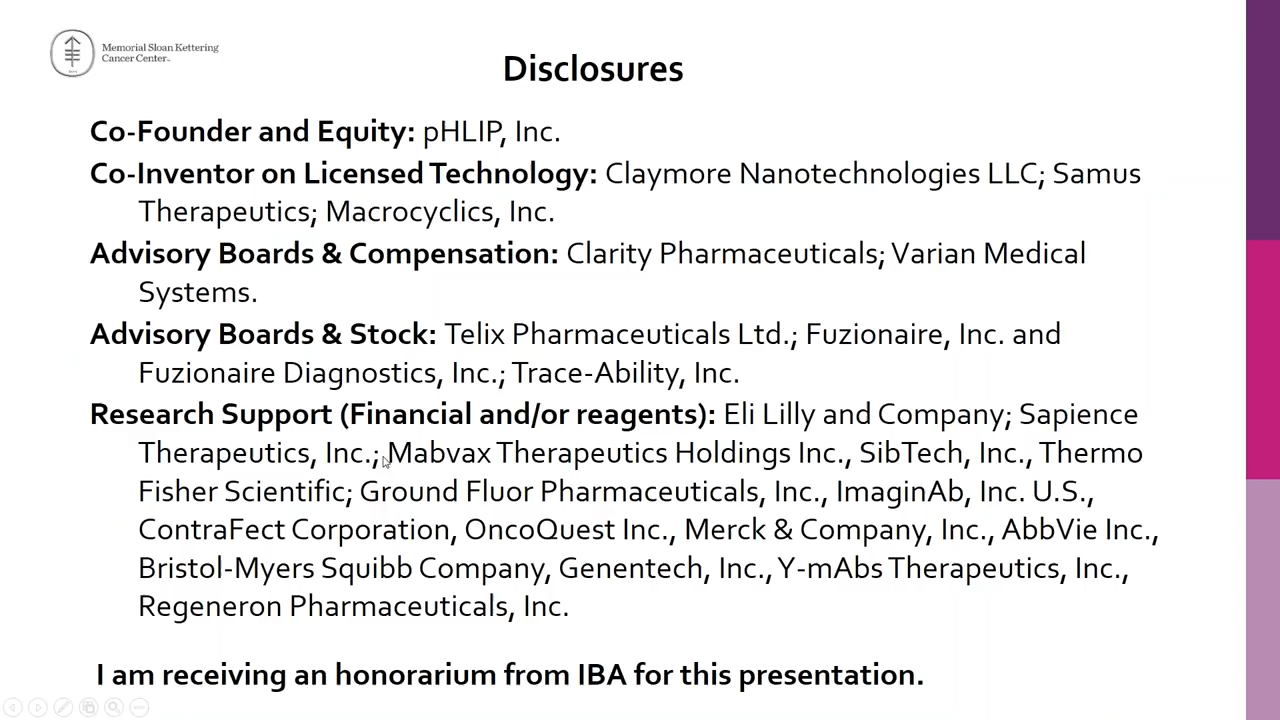 Memorial Sloan Kettering
Cancer Center
Disclosures
Co-Founder and Equity: pHLIP, Inc.
Co-Inventor on Licensed Technology: Claymore Nanotechnologies LLC; Samus
Therapeutics; Macrocyclics, Inc.
Advisory Boards & Compensation: Clarity Pharmaceuticals; Varian Medical
Systems.
Advisory Boards & Stock: Telix Pharmaceuticals Ltd.; Fuzionaire, Inc. and
Fuzionaire Diagnostics, Inc.; Trace-Ability, Inc.
Research Support (Financial and/or reagents): Eli Lilly and Company; Sapience
Therapeutics, Inc.; Mabvax Therapeutics Holdings Inc., SibTech, Inc., Thermo
Fisher Scientific; Ground Fluor Pharmaceuticals, Inc., ImaginAb, Inc. U.S.,
ContraFect Corporation, OncoQuest Inc., Merck & Company, Inc., AbbVie Inc.,
Bristol-Myers Squibb Company, Genentech, Inc., Y-mAbs Therapeutics, Inc.,
Regeneron Pharmaceuticals, Inc.
I am receiving an honorarium from IBA for this presentation.